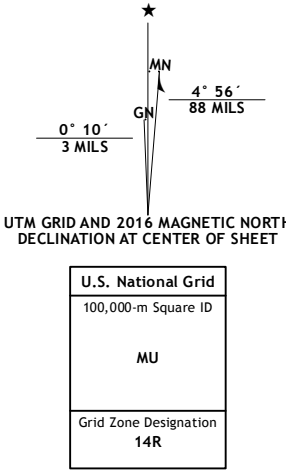 ★
MN
GN
4° 56´
88 MILS
0° 10´
3 MILS
UTM GRID AND 2016 MAGNETIC NORTH
DECLINATION AT CENTER OF SHEET
U.S. National Grid
100,000-m Square ID
MU
Grid Zone Designation
14R